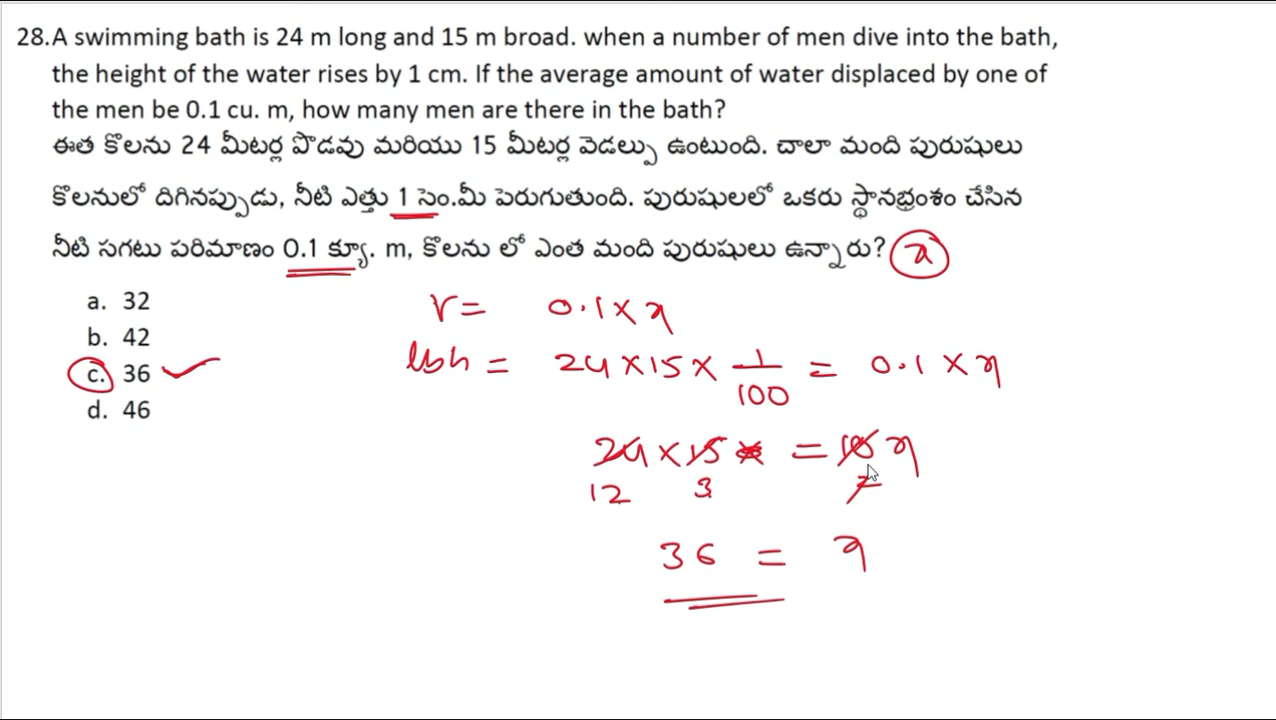 28.A swimming bath is 24 m long and 15 m broad. when a number of men dive into the bath,
the height of the water rises by 1 cm. If the average amount of water displaced by one of
the men be 0.1 cu. m, how many men are there in the bath?
ఈత కొలను 24 మీటర్ల పొడవు మరియు 15 మీటర్ల వెడల్పు ఉంటుంది. చాలా మంది పురుషులు
కొలనులో దిగినప్పుడు, నీటి ఎత్తు 1 సెం.మీ పెరుగుతుంది. పురుషులలో ఒకరు స్థానభ్రంశం చేసిన
నీటి సగటు పరిమాణం 0.1 క్యూ. m, కొలను లో ఎంత మంది పురుషులు ఉన్నారు? x
a. 32
b. 42
c. 36 ✓
d. 46
V = 0.1 × x
lbh = 24 × 15 × 1/100 = 0.1 × x
24 × 15 = 10 x
12 3 2
36 = x